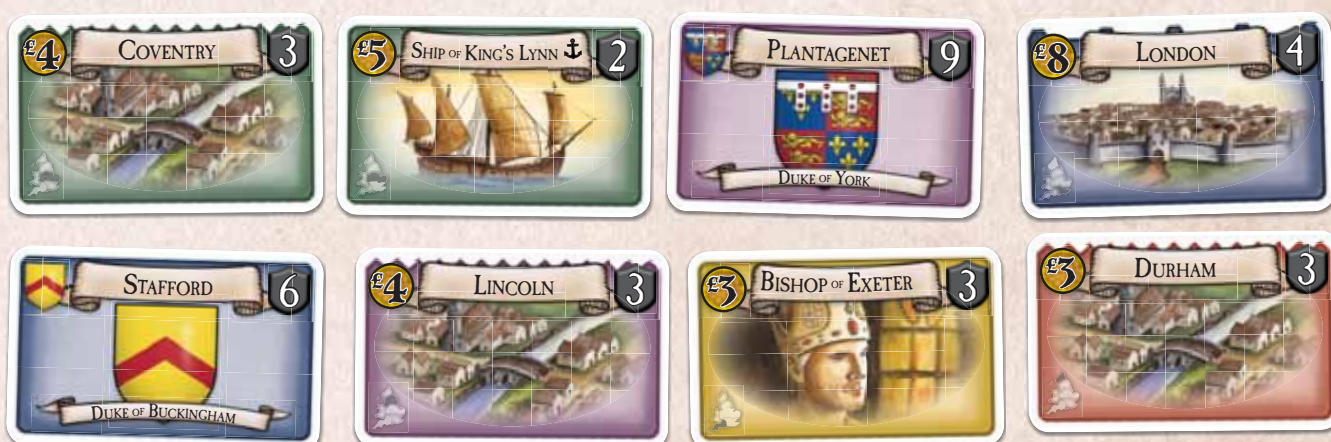 £4 COVENTRY 3
£5 SHIP OF KING'S LYNN 2
PLANTAGENET 9
DUKE OF YORK
£8 LONDON 4
STAFFORD 6
DUKE OF BUCKINGHAM
£4 LINCOLN 3
£3 BISHOP OF EXETER 3
£3 DURHAM 3